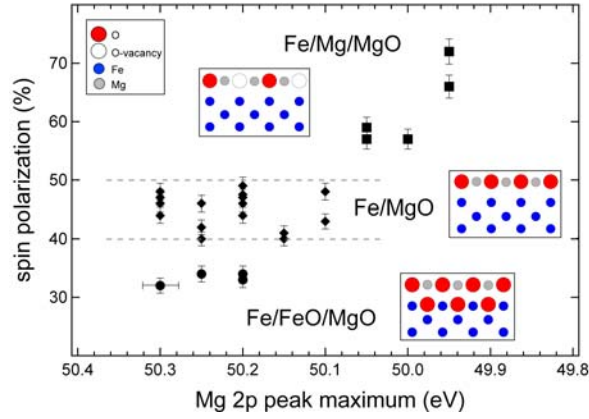 O
O-vacancy
Fe
Mg
Fe/Mg/MgO
Fe/MgO
Fe/FeO/MgO
spin polarization (%)
70
60
50
40
30
50.4
50.3
50.2
50.1
50.0
49.9
49.8
Mg 2p peak maximum (eV)